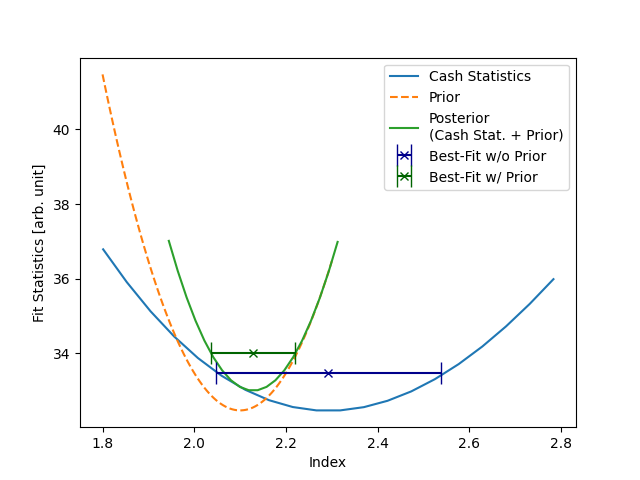 Cash Statistics
Prior
Posterior
(Cash Stat. + Prior)
Best-Fit w/o Prior
Best-Fit w/ Prior
Fit Statistics [arb. unit]
40
38
36
34
1.8 2.0 2.2 2.4 2.6 2.8
Index